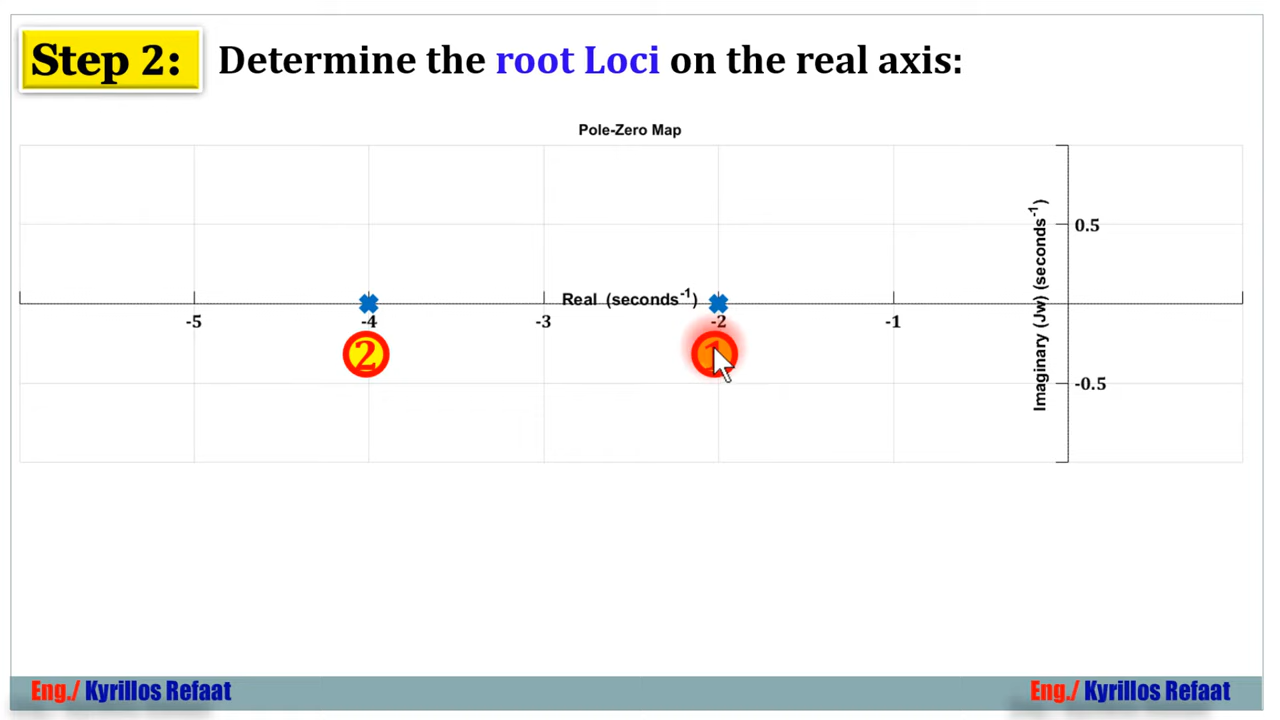 Step 2: Determine the root Loci on the real axis:
Pole-Zero Map
Imaginary (Jw) (seconds⁻¹)
0.5
Real (seconds⁻¹)
-5 -4 -3 -2 -1
2 1
-0.5
Eng./ Kyrillos Refaat Eng./ Kyrillos Refaat